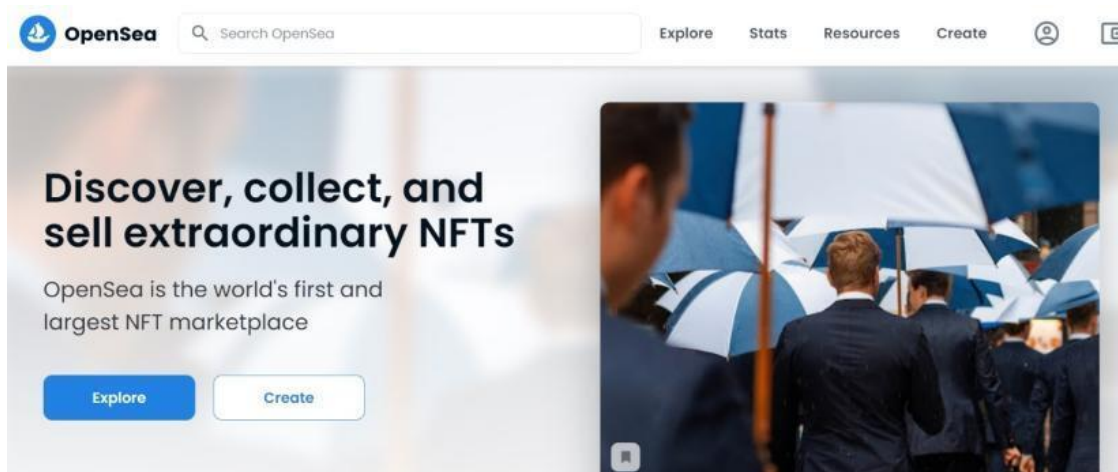 OpenSea
Search OpenSea
Explore
Stats
Resources
Create
Discover, collect, and
sell extraordinary NFTs
OpenSea is the world's first and
largest NFT marketplace
Explore
Create